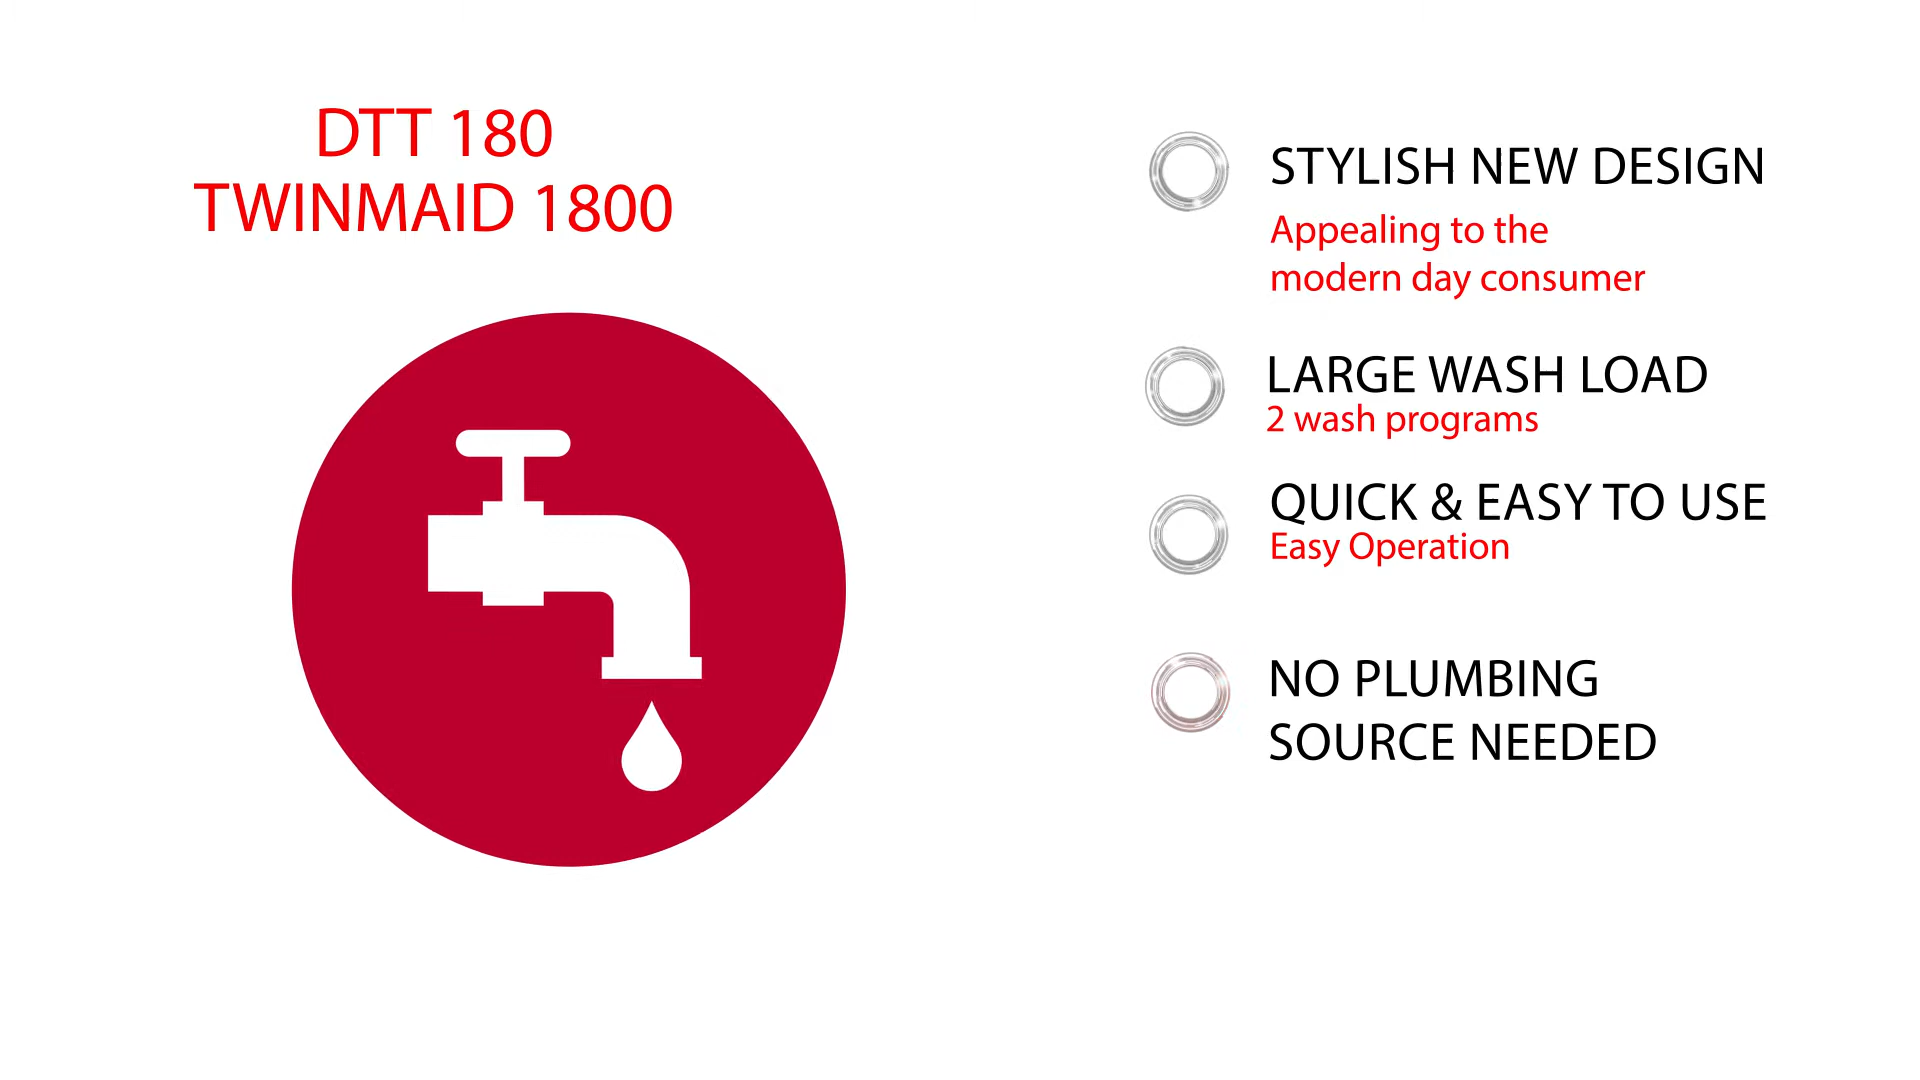 DTT 180
TWINMAID 1800
STYLISH NEW DESIGN
Appealing to the
modern day consumer
LARGE WASH LOAD
2 wash programs
QUICK & EASY TO USE
Easy Operation
NO PLUMBING
SOURCE NEEDED